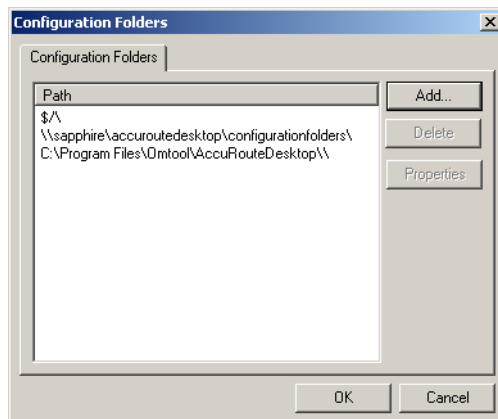 Configuration Folders
Configuration Folders
Path
Add...
$/\
Delete
\\sapphire\accuroutedesktop\configurationfolders\
C:\Program Files\Omtool\AccuRouteDesktop\\
Properties
OK
Cancel